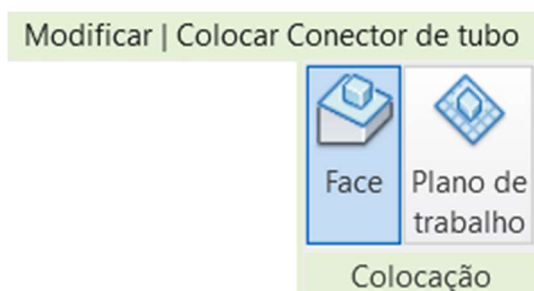 Modificar | Colocar Conector de tubo
Face
Plano de
trabalho
Colocação